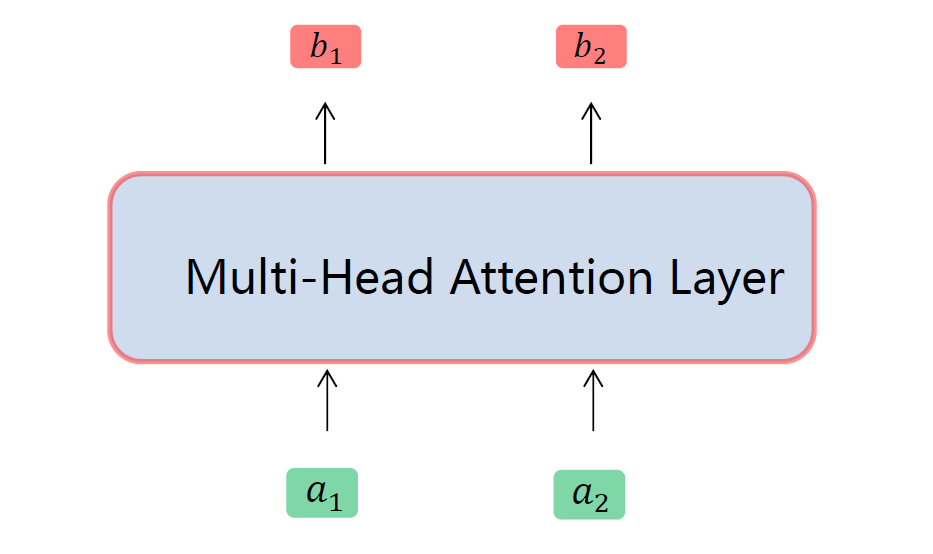 b₁ b₂
Multi-Head Attention Layer
a₁ a₂